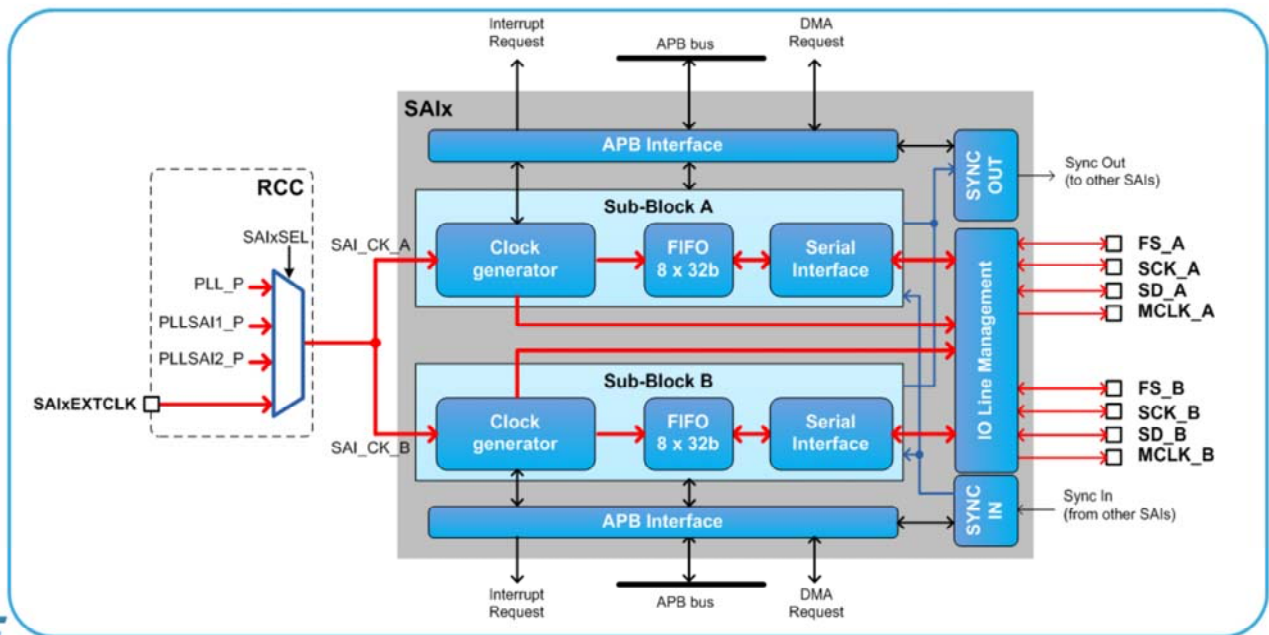 Interrupt
Request
APB bus
DMA
Request
SAIx
APB Interface
SYNC
OUT
Sync Out
(to other SAIs)
RCC
SAIxSEL
PLL_P
PLLSAI1_P
PLLSAI2_P
SAIxEXTCLK
SAI_CK_A
Sub-Block A
Clock
generator
FIFO
8 x 32b
Serial
Interface
IO Line Management
FS_A
SCK_A
SD_A
MCLK_A
SAI_CK_B
Sub-Block B
Clock
generator
FIFO
8 x 32b
Serial
Interface
FS_B
SCK_B
SD_B
MCLK_B
APB Interface
SYNC
IN
Sync In
(from other SAIs)
Interrupt
Request
APB bus
DMA
Request